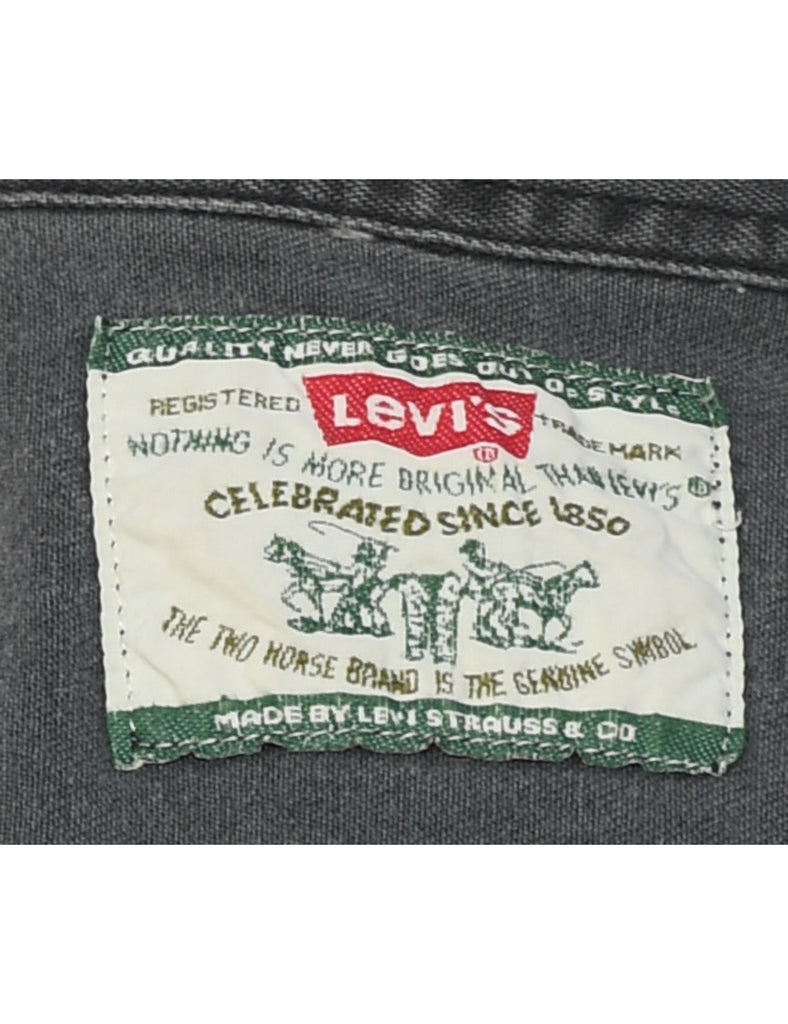 QUALITY NEVER GOES OUT OF STYLE
REGISTERED Levi's TRADE MARK
®
NOTHING IS MORE ORIGINAL THAN LEVI'S ®
CELEBRATED SINCE 1850
THE TWO HORSE BRAND IS THE GENUINE SYMBOL
MADE BY LEVI STRAUSS & CO